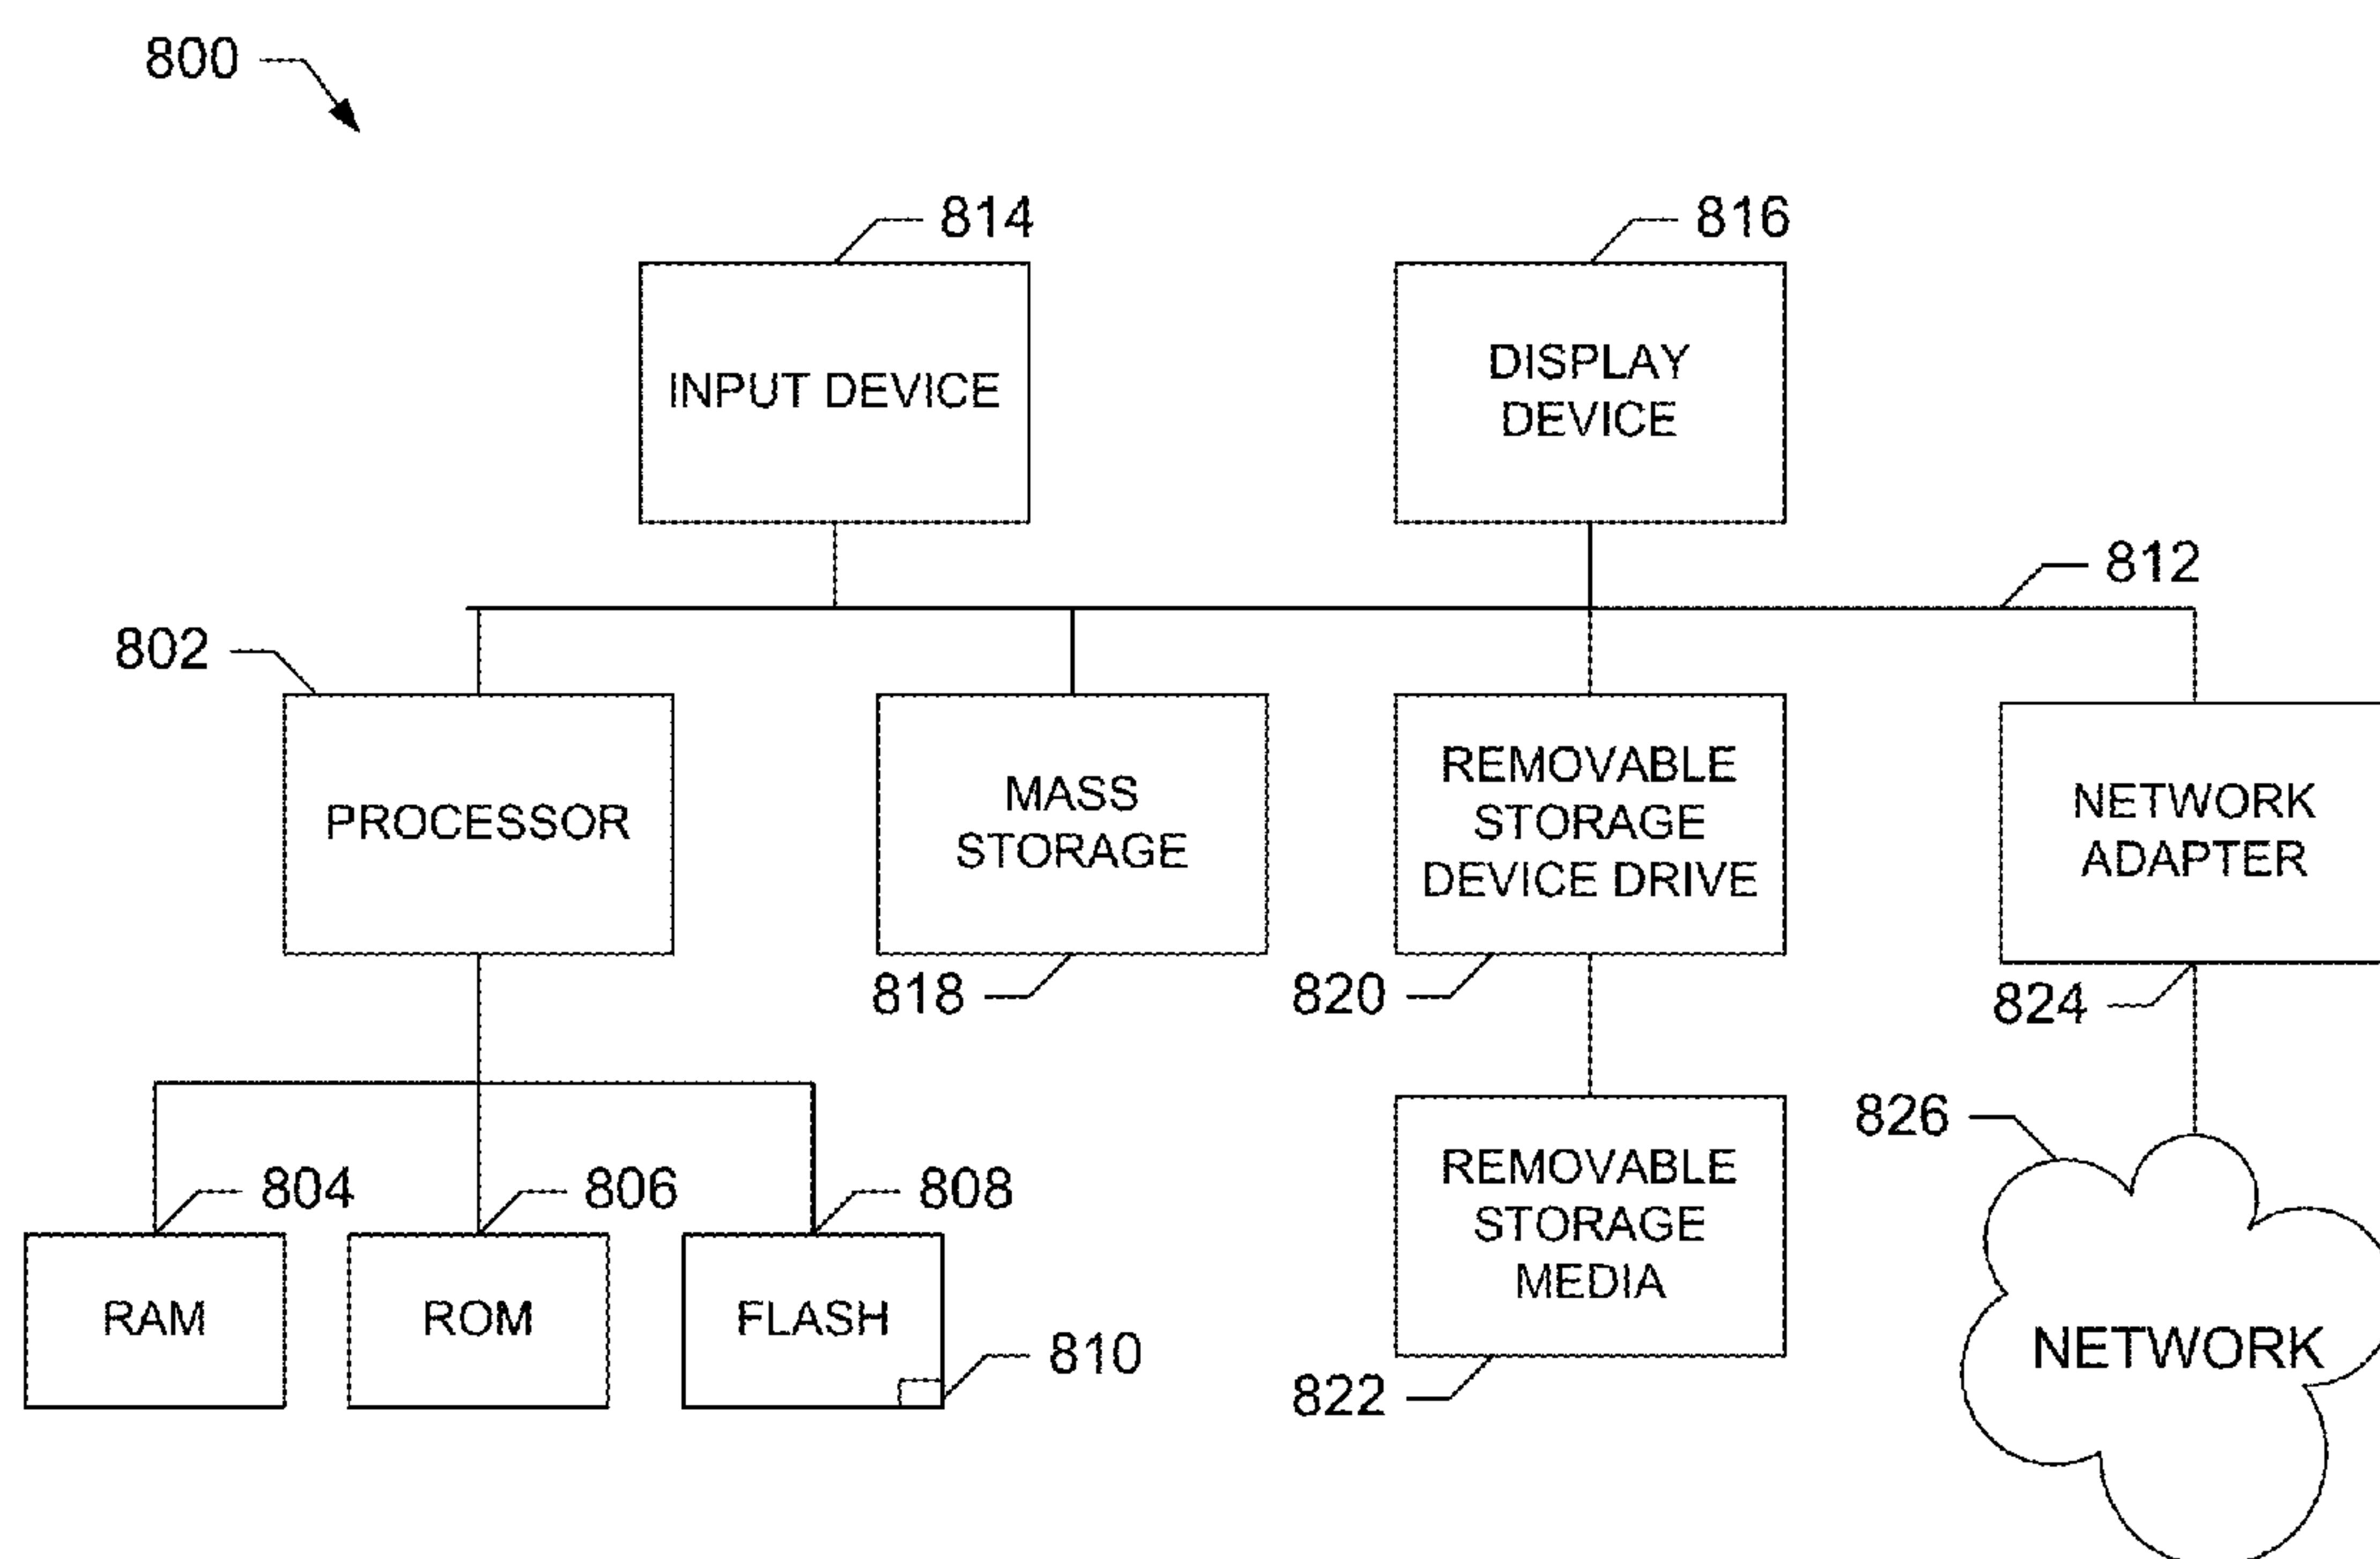 800
814
INPUT DEVICE
816
DISPLAY
DEVICE
812
802
PROCESSOR
MASS
STORAGE
818
REMOVABLE
STORAGE
DEVICE DRIVE
820
NETWORK
ADAPTER
824
804
RAM
806
ROM
808
FLASH
810
REMOVABLE
STORAGE
MEDIA
822
826
NETWORK